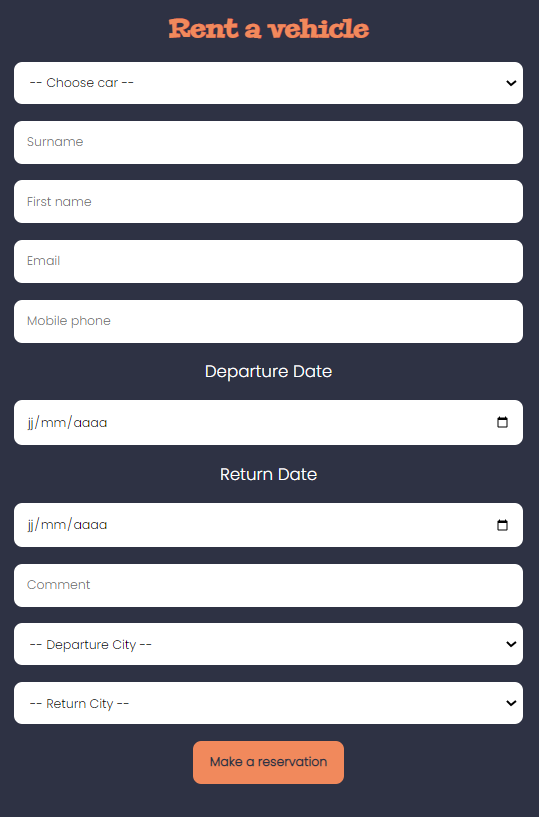 Rent a vehicle
-- Choose car --
Surname
First name
Email
Mobile phone
Departure Date
jj/mm/aaaa
Return Date
jj/mm/aaaa
Comment
-- Departure City --
-- Return City --
Make a reservation